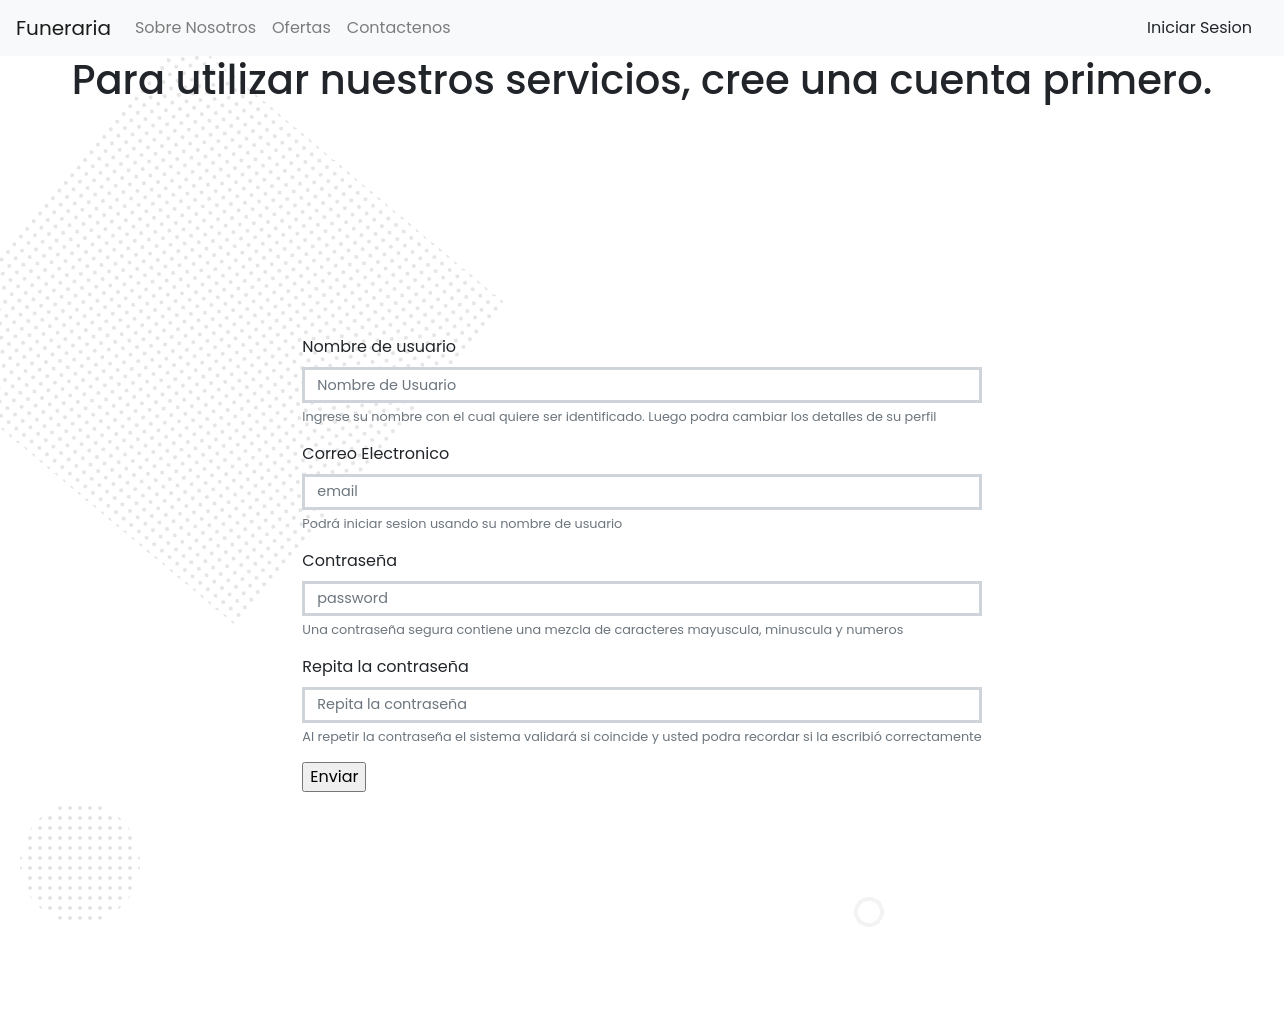 Funeraria Sobre Nosotros Ofertas Contactenos Iniciar Sesion
Para utilizar nuestros servicios, cree una cuenta primero.
Nombre de usuario
Nombre de Usuario
Ingrese su nombre con el cual quiere ser identificado. Luego podra cambiar los detalles de su perfil
Correo Electronico
email
Podrá iniciar sesion usando su nombre de usuario
Contraseña
password
Una contraseña segura contiene una mezcla de caracteres mayuscula, minuscula y numeros
Repita la contraseña
Repita la contraseña
Al repetir la contraseña el sistema validará si coincide y usted podra recordar si la escribió correctamente
Enviar